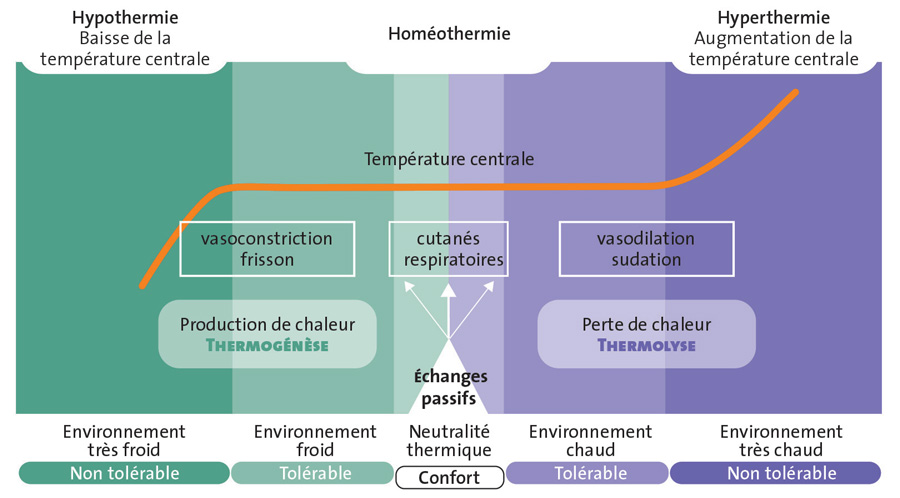 Hypothermie
Baisse de la
température centrale
Homéothermie
Hyperthermie
Augmentation de la
température centrale
Température centrale
vasoconstriction
frisson
cutanés
respiratoires
vasodilation
sudation
Production de chaleur
THERMOGÉNÈSE
Perte de chaleur
THERMOLYSE
Échanges
passifs
Environnement
très froid
Non tolérable
Environnement
froid
Tolérable
Neutralité
thermique
Confort
Environnement
chaud
Tolérable
Environnement
très chaud
Non tolérable